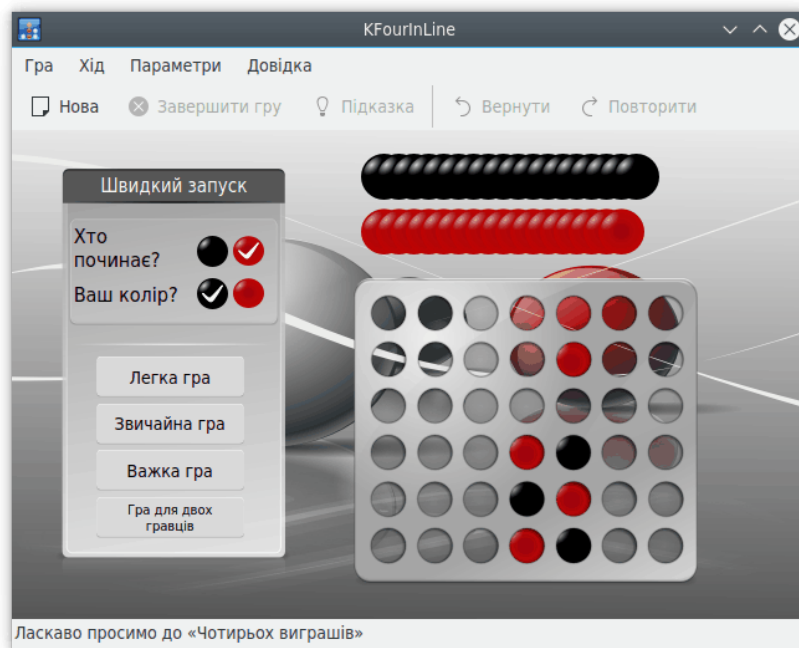 KFourInLine
Гра Хід Параметри Довідка
Нова Завершити гру Підказка Вернути Повторити
Швидкий запуск
Хто
починає?
Ваш колір?
Легка гра
Звичайна гра
Важка гра
Гра для двох
гравців
Ласкаво просимо до «Чотирьох виграшів»